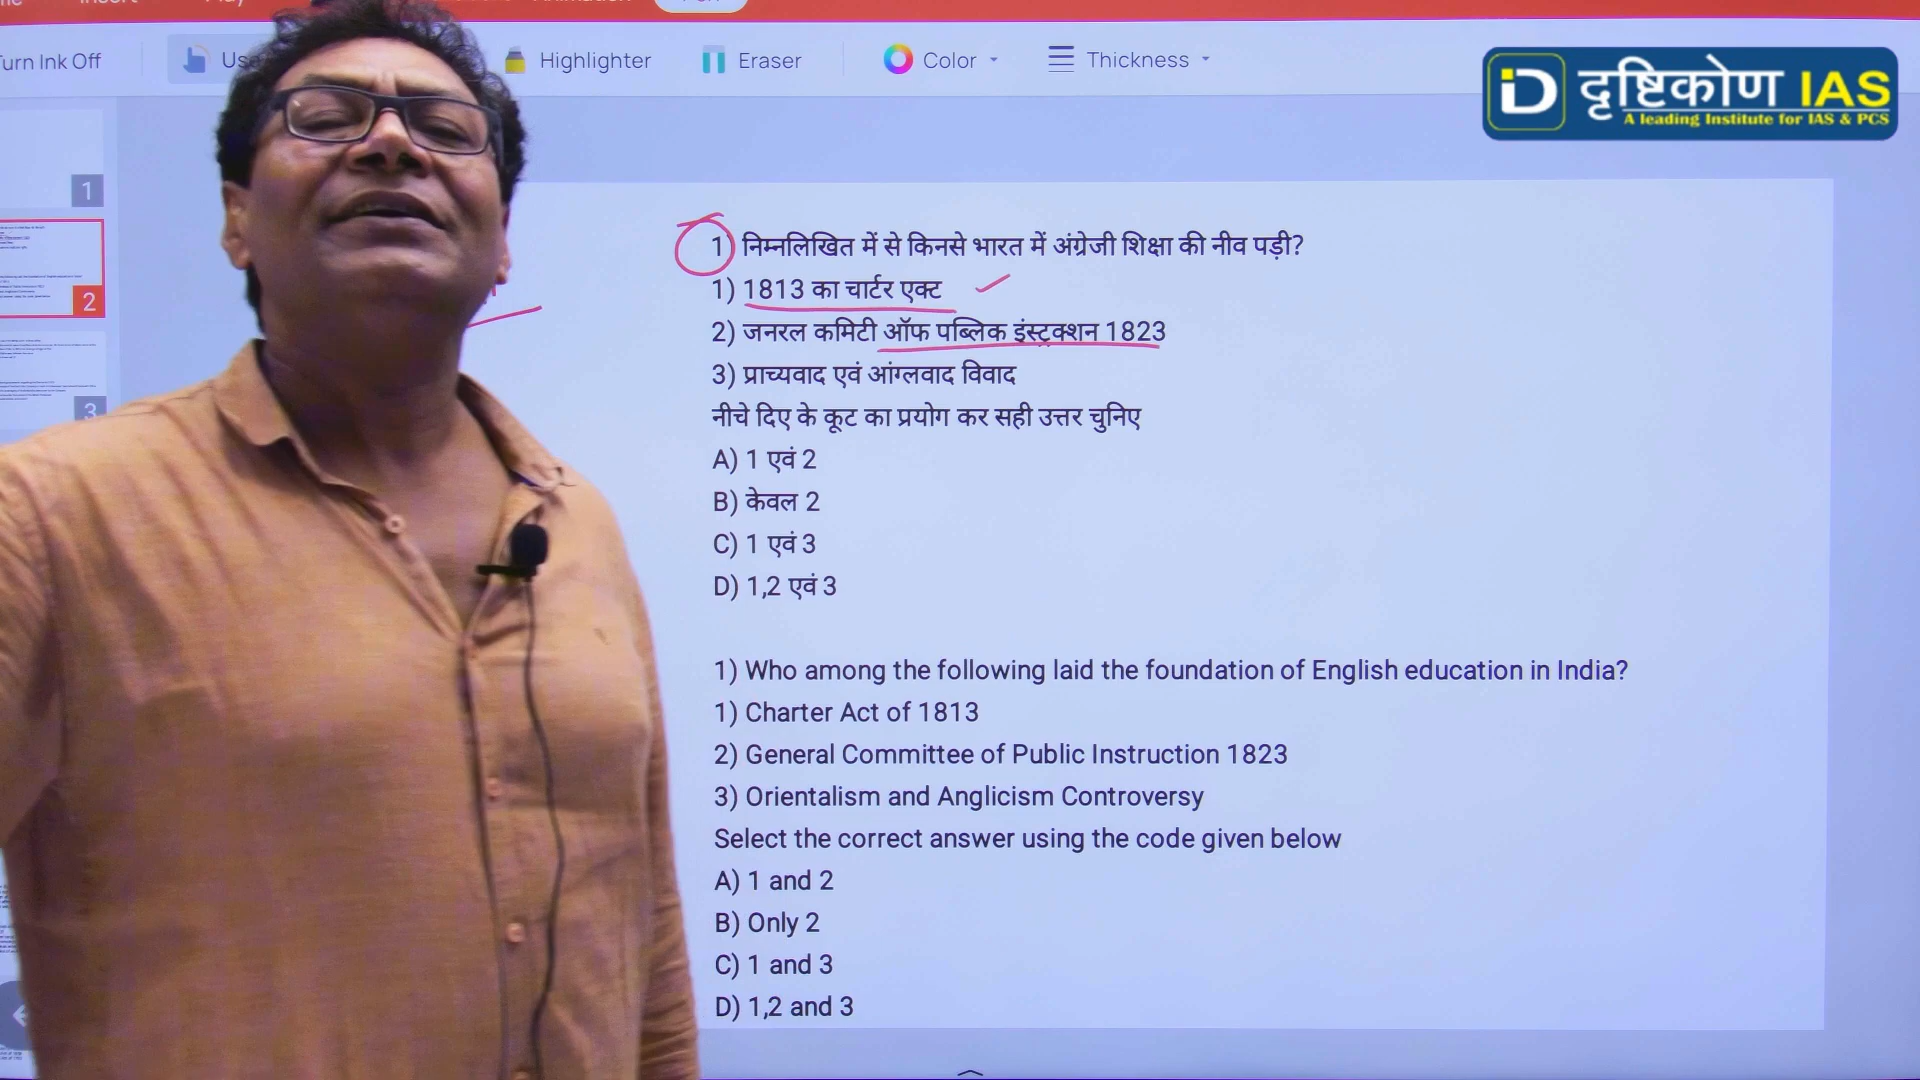 Turn Ink Off
Highlighter
Eraser
Color
Thickness
iD दृष्टिकोण IAS
A leading Institute for IAS & PCS
1
2
3
1) निम्नलिखित में से किनसे भारत में अंग्रेजी शिक्षा की नीव पड़ी?
1) 1813 का चार्टर एक्ट
2) जनरल कमिटी ऑफ पब्लिक इंस्ट्रक्शन 1823
3) प्राच्यवाद एवं आंग्लवाद विवाद
नीचे दिए के कूट का प्रयोग कर सही उत्तर चुनिए
A) 1 एवं 2
B) केवल 2
C) 1 एवं 3
D) 1,2 एवं 3
1) Who among the following laid the foundation of English education in India?
1) Charter Act of 1813
2) General Committee of Public Instruction 1823
3) Orientalism and Anglicism Controversy
Select the correct answer using the code given below
A) 1 and 2
B) Only 2
C) 1 and 3
D) 1,2 and 3